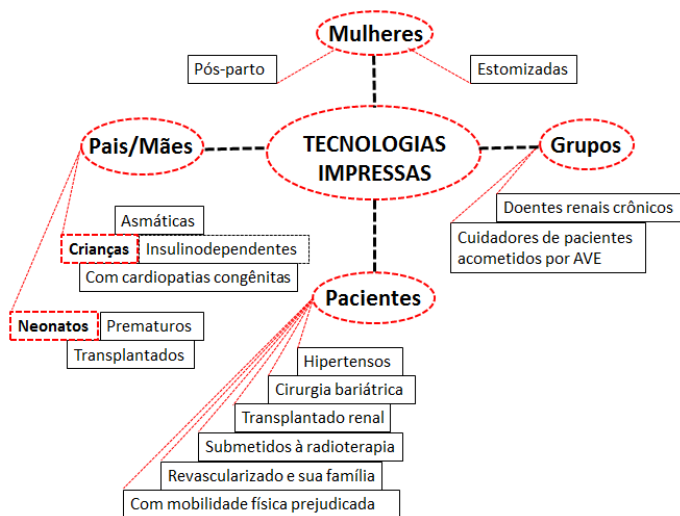 Mulheres
Pós-parto
Estomizadas
Pais/Mães
TECNOLOGIAS
IMPRESSAS
Grupos
Asmáticas
Crianças
Insulinodependentes
Com cardiopatias congênitas
Doentes renais crônicos
Cuidadores de pacientes
acometidos por AVE
Neonatos
Prematuros
Transplantados
Pacientes
Hipertensos
Cirurgia bariátrica
Transplantado renal
Submetidos à radioterapia
Revascularizado e sua família
Com mobilidade física prejudicada